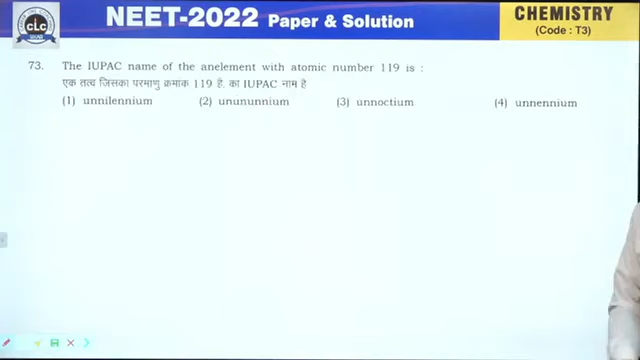 CLC
NEET-2022 Paper & Solution
CHEMISTRY
(Code : T3)
73. The IUPAC name of the anelement with atomic number 119 is :
एक तत्व जिसका परमाणु क्रमाक 119 है. का IUPAC नाम है
(1) unnilennium (2) unununnium (3) unnoctium (4) unnennium